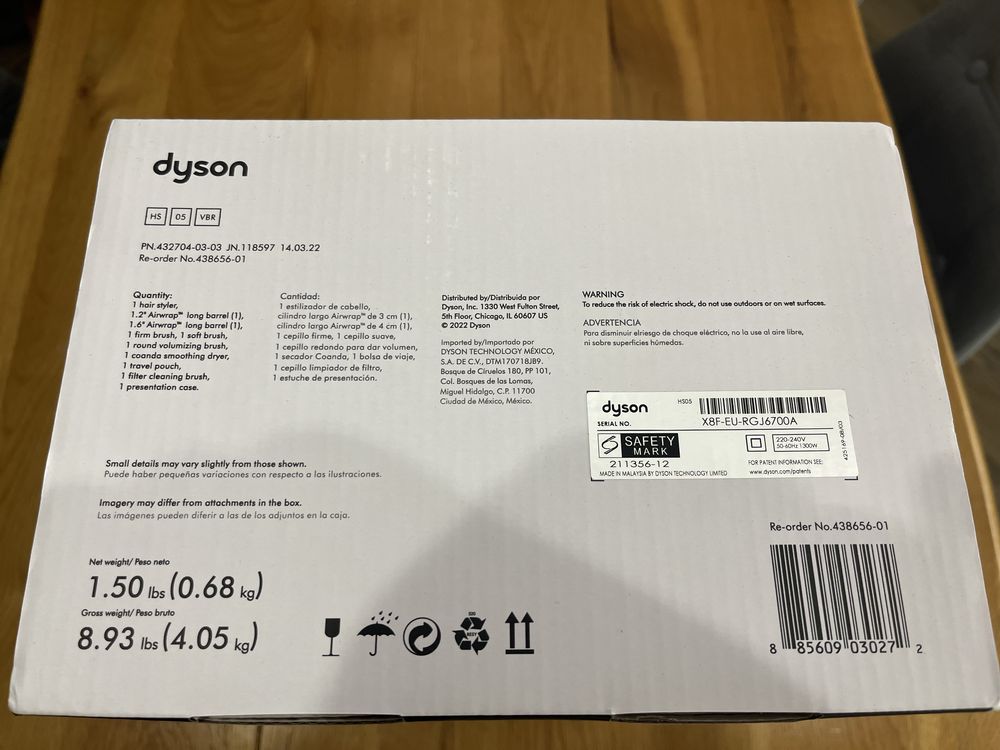 dyson
HS 05 VBR
PN.432704-03-03 JN.118597 14.03.22
Re-order No.438656-01
Quantity:
1 hair styler,
1.2" Airwrap™ long barrel (1),
1.6" Airwrap™ long barrel (1),
1 firm brush, 1 soft brush,
1 round volumizing brush,
1 coanda smoothing dryer,
1 travel pouch,
1 filter cleaning brush,
1 presentation case.
Cantidad:
1 estilizador de cabello,
cilindro largo Airwrap™ de 3 cm (1),
cilindro largo Airwrap™ de 4 cm (1),
1 cepillo firme, 1 cepillo suave,
1 cepillo redondo para dar volumen,
1 secador Coanda, 1 bolsa de viaje,
1 cepillo limpiador de filtro,
1 estuche de presentación.
Distributed by/Distribuida por
Dyson, Inc. 1330 West Fulton Street,
5th Floor, Chicago, IL 60607 US
© 2022 Dyson
Imported by/Importado por
DYSON TECHNOLOGY MÉXICO,
S.A. DE C.V., DTM170718JB9.
Bosque de Círuelos 180, PP 101,
Col. Bosques de las Lomas,
Miguel Hidalgo, C.P. 11700
Ciudad de México, México.
WARNING
To reduce the risk of electric shock, do not use outdoors or on wet surfaces.
ADVERTENCIA
Para disminuir elriesgo de choque eléctrico, no la use al aire libre,
ni sobre superficies húmedas.
dyson HS05
SERIAL NO. X8F-EU-RGJ6700A
SAFETY
MARK
211356-12
220-240V
50-60Hz 1300W
MADE IN MALAYSIA BY DYSON TECHNOLOGY LIMITED
FOR PATENT INFORMATION SEE:
www.dyson.com/patents
425169-08/03
Small details may vary slightly from those shown.
Puede haber pequeñas variaciones con respecto a las ilustraciones.
Imagery may differ from attachments in the box.
Las imágenes pueden diferir a las de los adjuntos en la caja.
Net weight/ Peso neto
1.50 lbs (0.68 kg)
Gross weight/ Peso bruto
8.93 lbs (4.05 kg)
Re-order No.438656-01
8 85609 03027 2